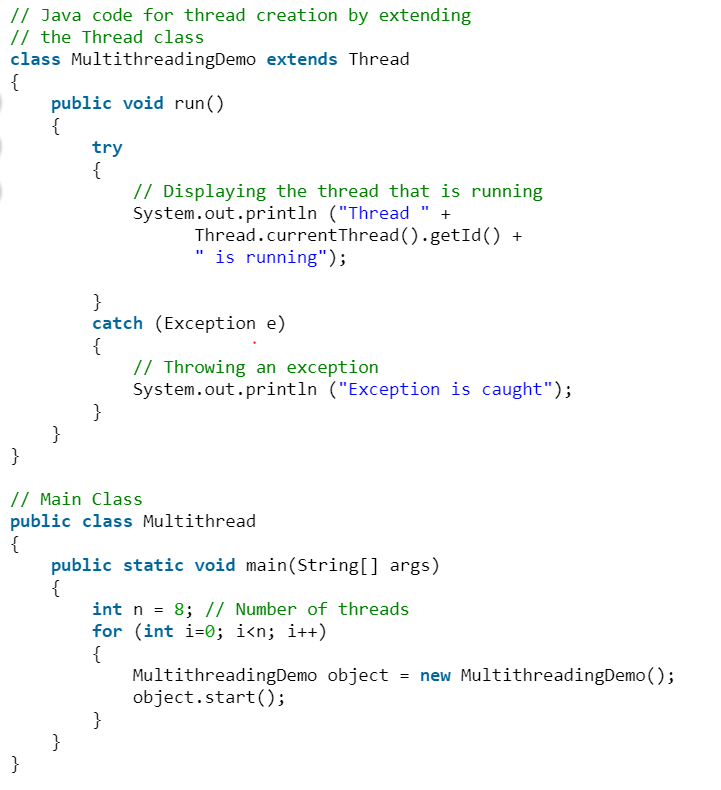 // Java code for thread creation by extending
// the Thread class
class MultithreadingDemo extends Thread
{
    public void run()
    {
        try
        {
            // Displaying the thread that is running
            System.out.println ("Thread " +
                  Thread.currentThread().getId() +
                  " is running");

        }
        catch (Exception e)
        {
            // Throwing an exception
            System.out.println ("Exception is caught");
        }
    }
}

// Main Class
public class Multithread
{
    public static void main(String[] args)
    {
        int n = 8; // Number of threads
        for (int i=0; i<n; i++)
        {
            MultithreadingDemo object = new MultithreadingDemo();
            object.start();
        }
    }
}